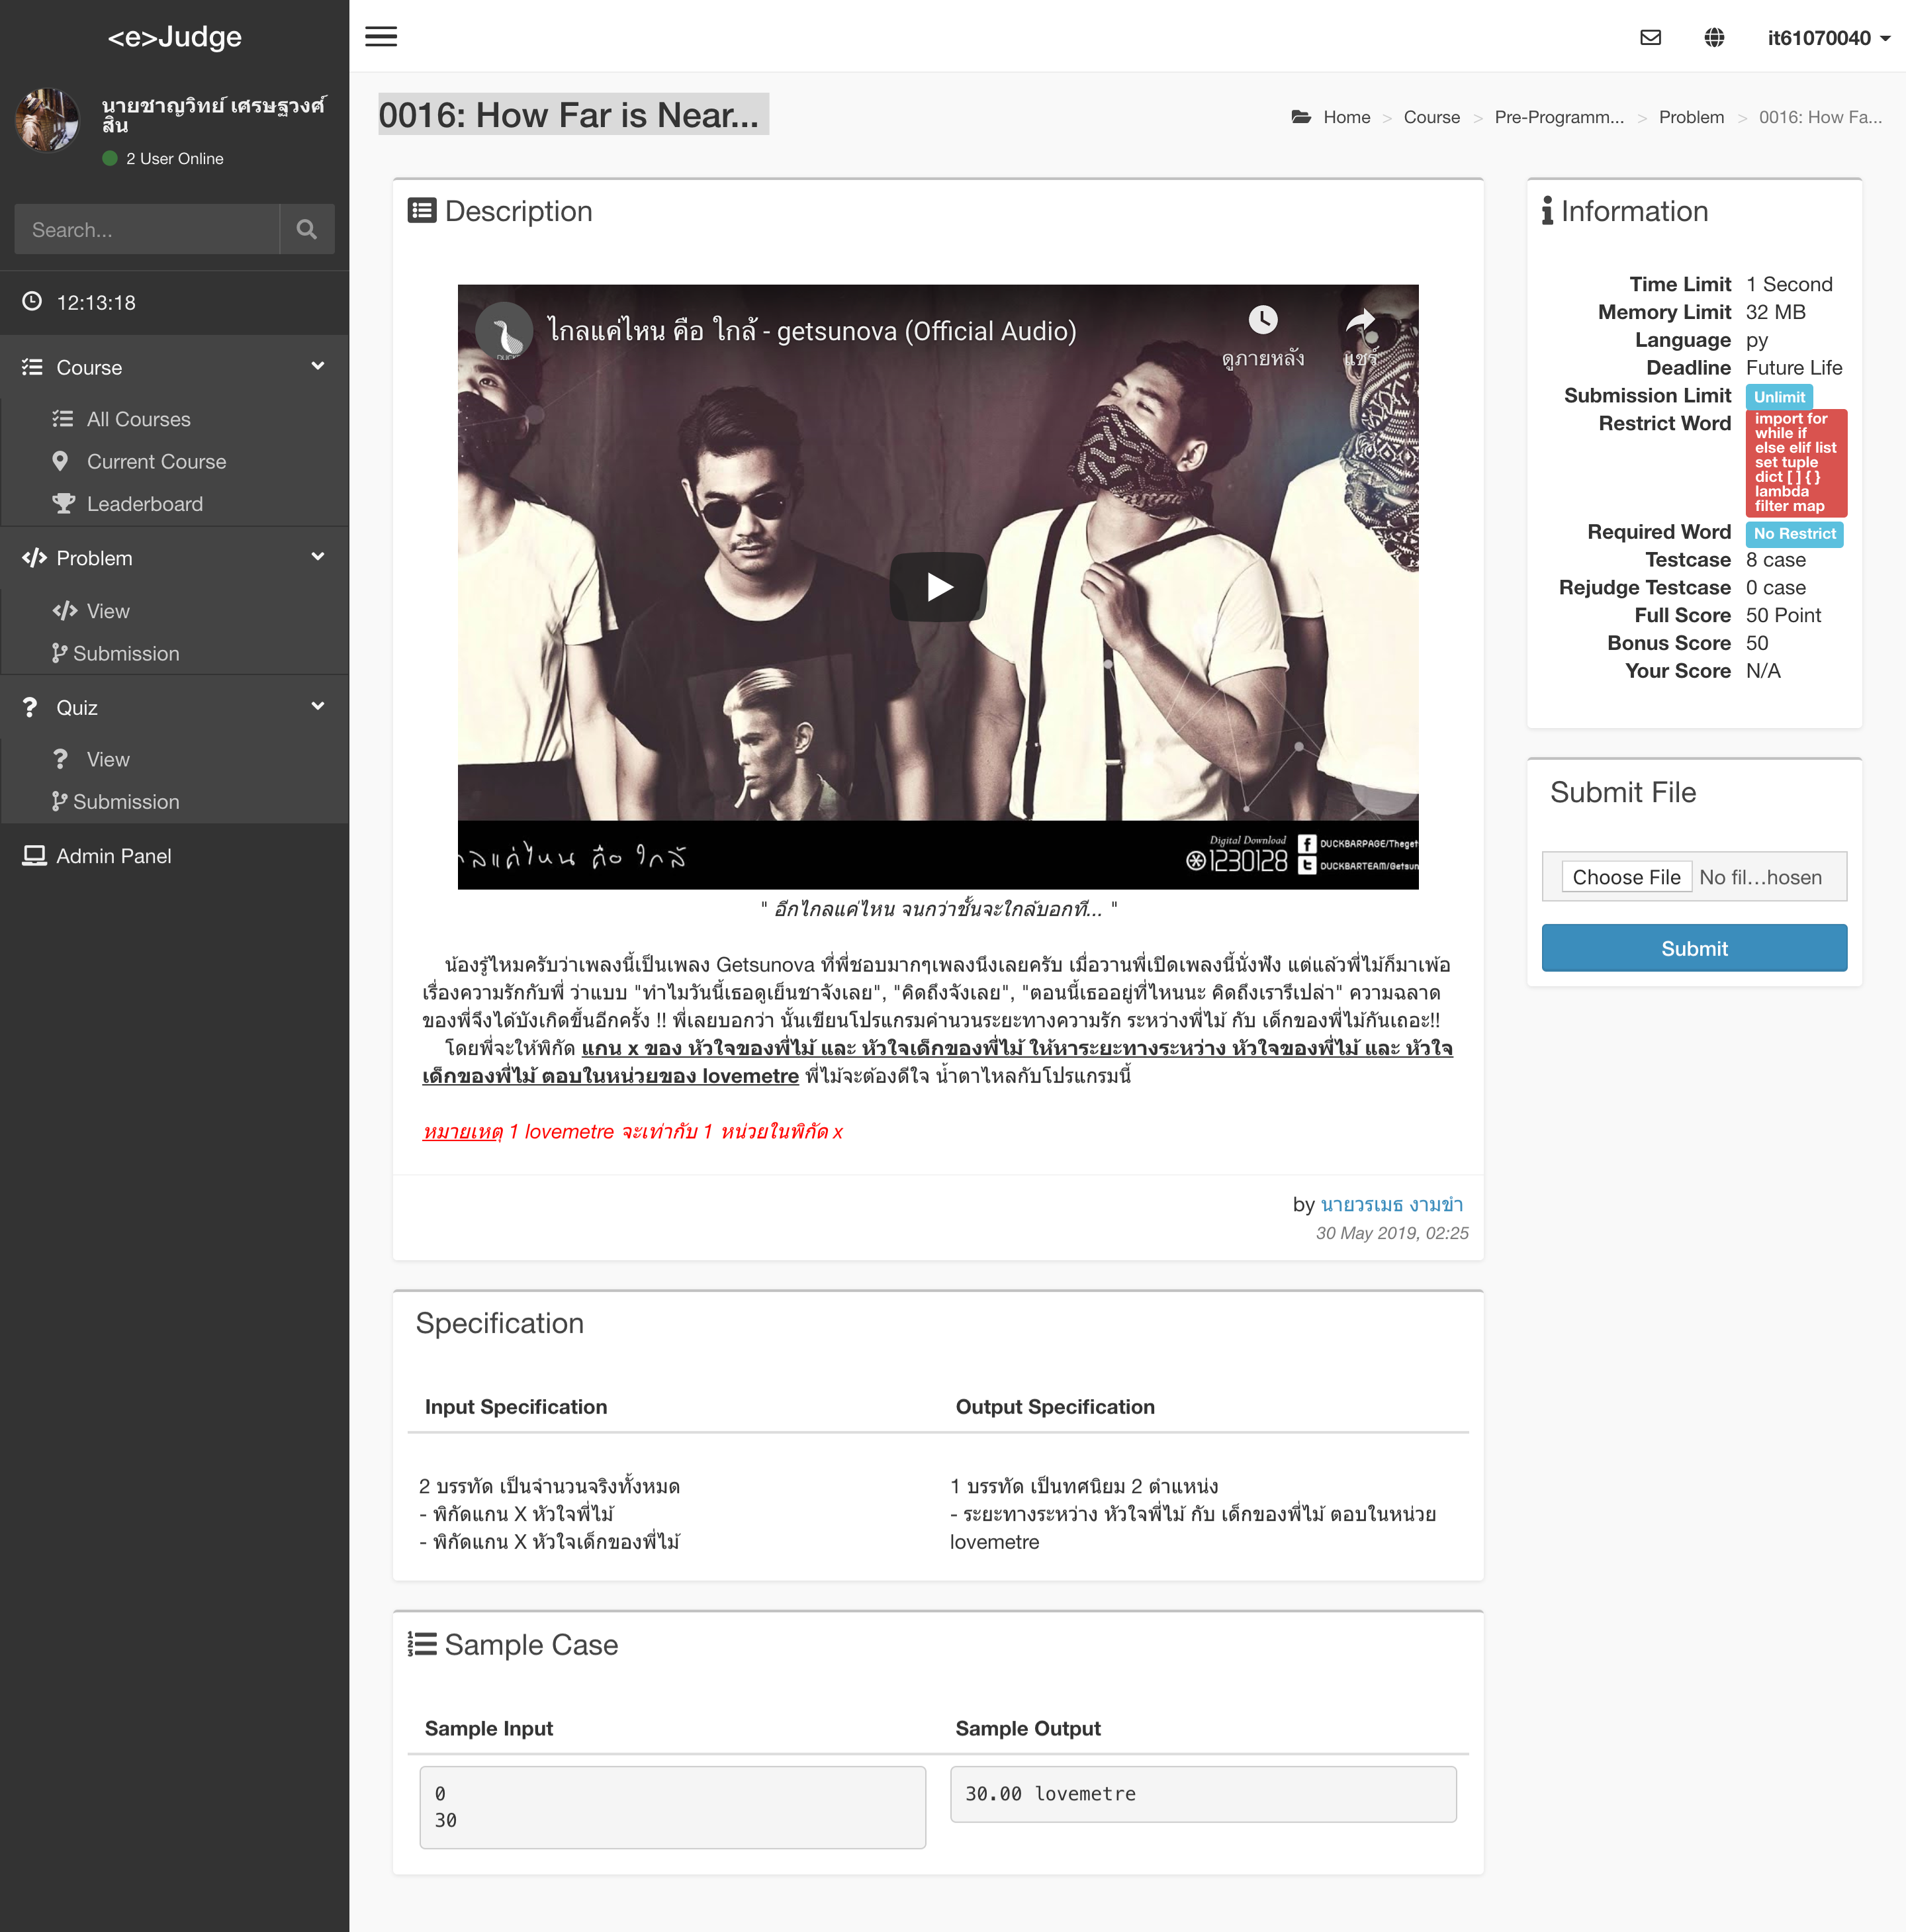 <e>Judge
it61070040
นายชาญวิทย์ เศรษฐวงศ์
สิน
2 User Online
Search...
12:13:18
Course
All Courses
Current Course
Leaderboard
Problem
View
Submission
Quiz
View
Submission
Admin Panel
0016: How Far is Near...
Home > Course > Pre-Programm... > Problem > 0016: How Fa...
Description
ไกลแค่ไหน คือ ใกล้ - getsunova (Official Audio)
ดูภายหลัง
แชร์
ไกลแค่ไหน คือ ใกล้
Digital Download
1230128
DUCKBARPAGE/Theget
DUCKBARTEAM/Getsun
" อีกไกลแค่ไหน จนกว่าชั้นจะใกล้บอกที... "
น้องรู้ไหมครับว่าเพลงนี้เป็นเพลง Getsunova ที่พี่ชอบมากๆเพลงนึงเลยครับ เมื่อวานพี่เปิดเพลงนี้นั่งฟัง แต่แล้วพี่ไม้ก็มาเพ้อ
เรื่องความรักกับพี่ ว่าแบบ "ทำไมวันนี้เธอดูเย็นชาจังเลย", "คิดถึงจังเลย", "ตอนนี้เธออยู่ที่ไหนนะ คิดถึงเรารึเปล่า" ความฉลาด
ของพี่จึงได้บังเกิดขึ้นอีกครั้ง !! พี่เลยบอกว่า นั้นเขียนโปรแกรมคำนวนระยะทางความรัก ระหว่างพี่ไม้ กับ เด็กของพี่ไม้กันเถอะ!!
โดยพี่จะให้พิกัด แกน x ของ หัวใจของพี่ไม้ และ หัวใจเด็กของพี่ไม้ ให้หาระยะทางระหว่าง หัวใจของพี่ไม้ และ หัวใจ
เด็กของพี่ไม้ ตอบในหน่วยของ lovemetre พี่ไม้จะต้องดีใจ น้ำตาไหลกับโปรแกรมนี้
หมายเหตุ 1 lovemetre จะเท่ากับ 1 หน่วยในพิกัด x
by นายวรเมธ งามขำ
30 May 2019, 02:25
Specification
Input Specification
2 บรรทัด เป็นจำนวนจริงทั้งหมด
- พิกัดแกน X หัวใจพี่ไม้
- พิกัดแกน X หัวใจเด็กของพี่ไม้
Output Specification
1 บรรทัด เป็นทศนิยม 2 ตำแหน่ง
- ระยะทางระหว่าง หัวใจพี่ไม้ กับ เด็กของพี่ไม้ ตอบในหน่วย
lovemetre
Sample Case
Sample Input
0
30
Sample Output
30.00 lovemetre
Information
Time Limit 1 Second
Memory Limit 32 MB
Language py
Deadline Future Life
Submission Limit Unlimit
Restrict Word import for
while if
else elif list
set tuple
dict [ ] { }
lambda
filter map
Required Word No Restrict
Testcase 8 case
Rejudge Testcase 0 case
Full Score 50 Point
Bonus Score 50
Your Score N/A
Submit File
Choose File No fil…hosen
Submit